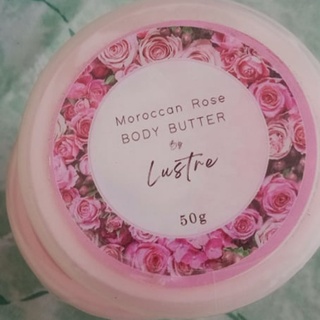 Moroccan Rose
BODY BUTTER
By
Lustre
50g